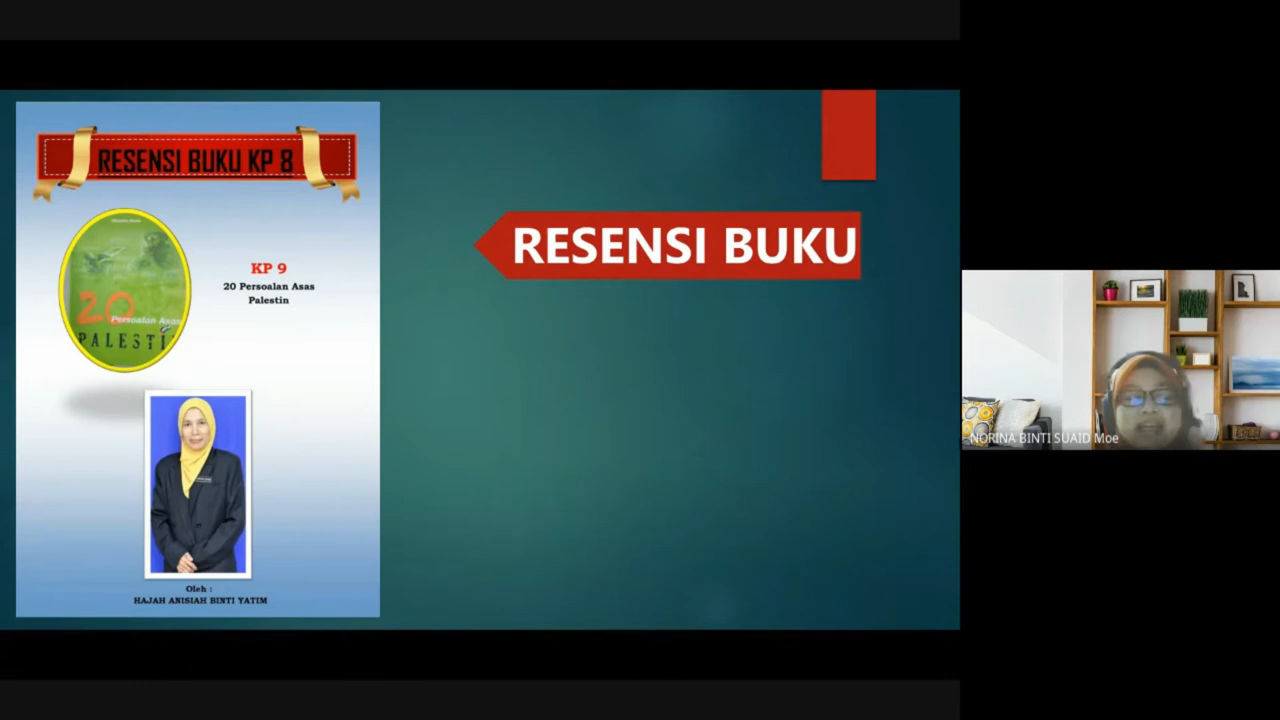 RESENSI BUKU KP 8
20
Persoalan Asas
PALESTI
KP 9
20 Persoalan Asas
Palestin
Oleh :
HAJAH ANISIAH BINTI YATIM
RESENSI BUKU
NORINA BINTI SUAID Moe